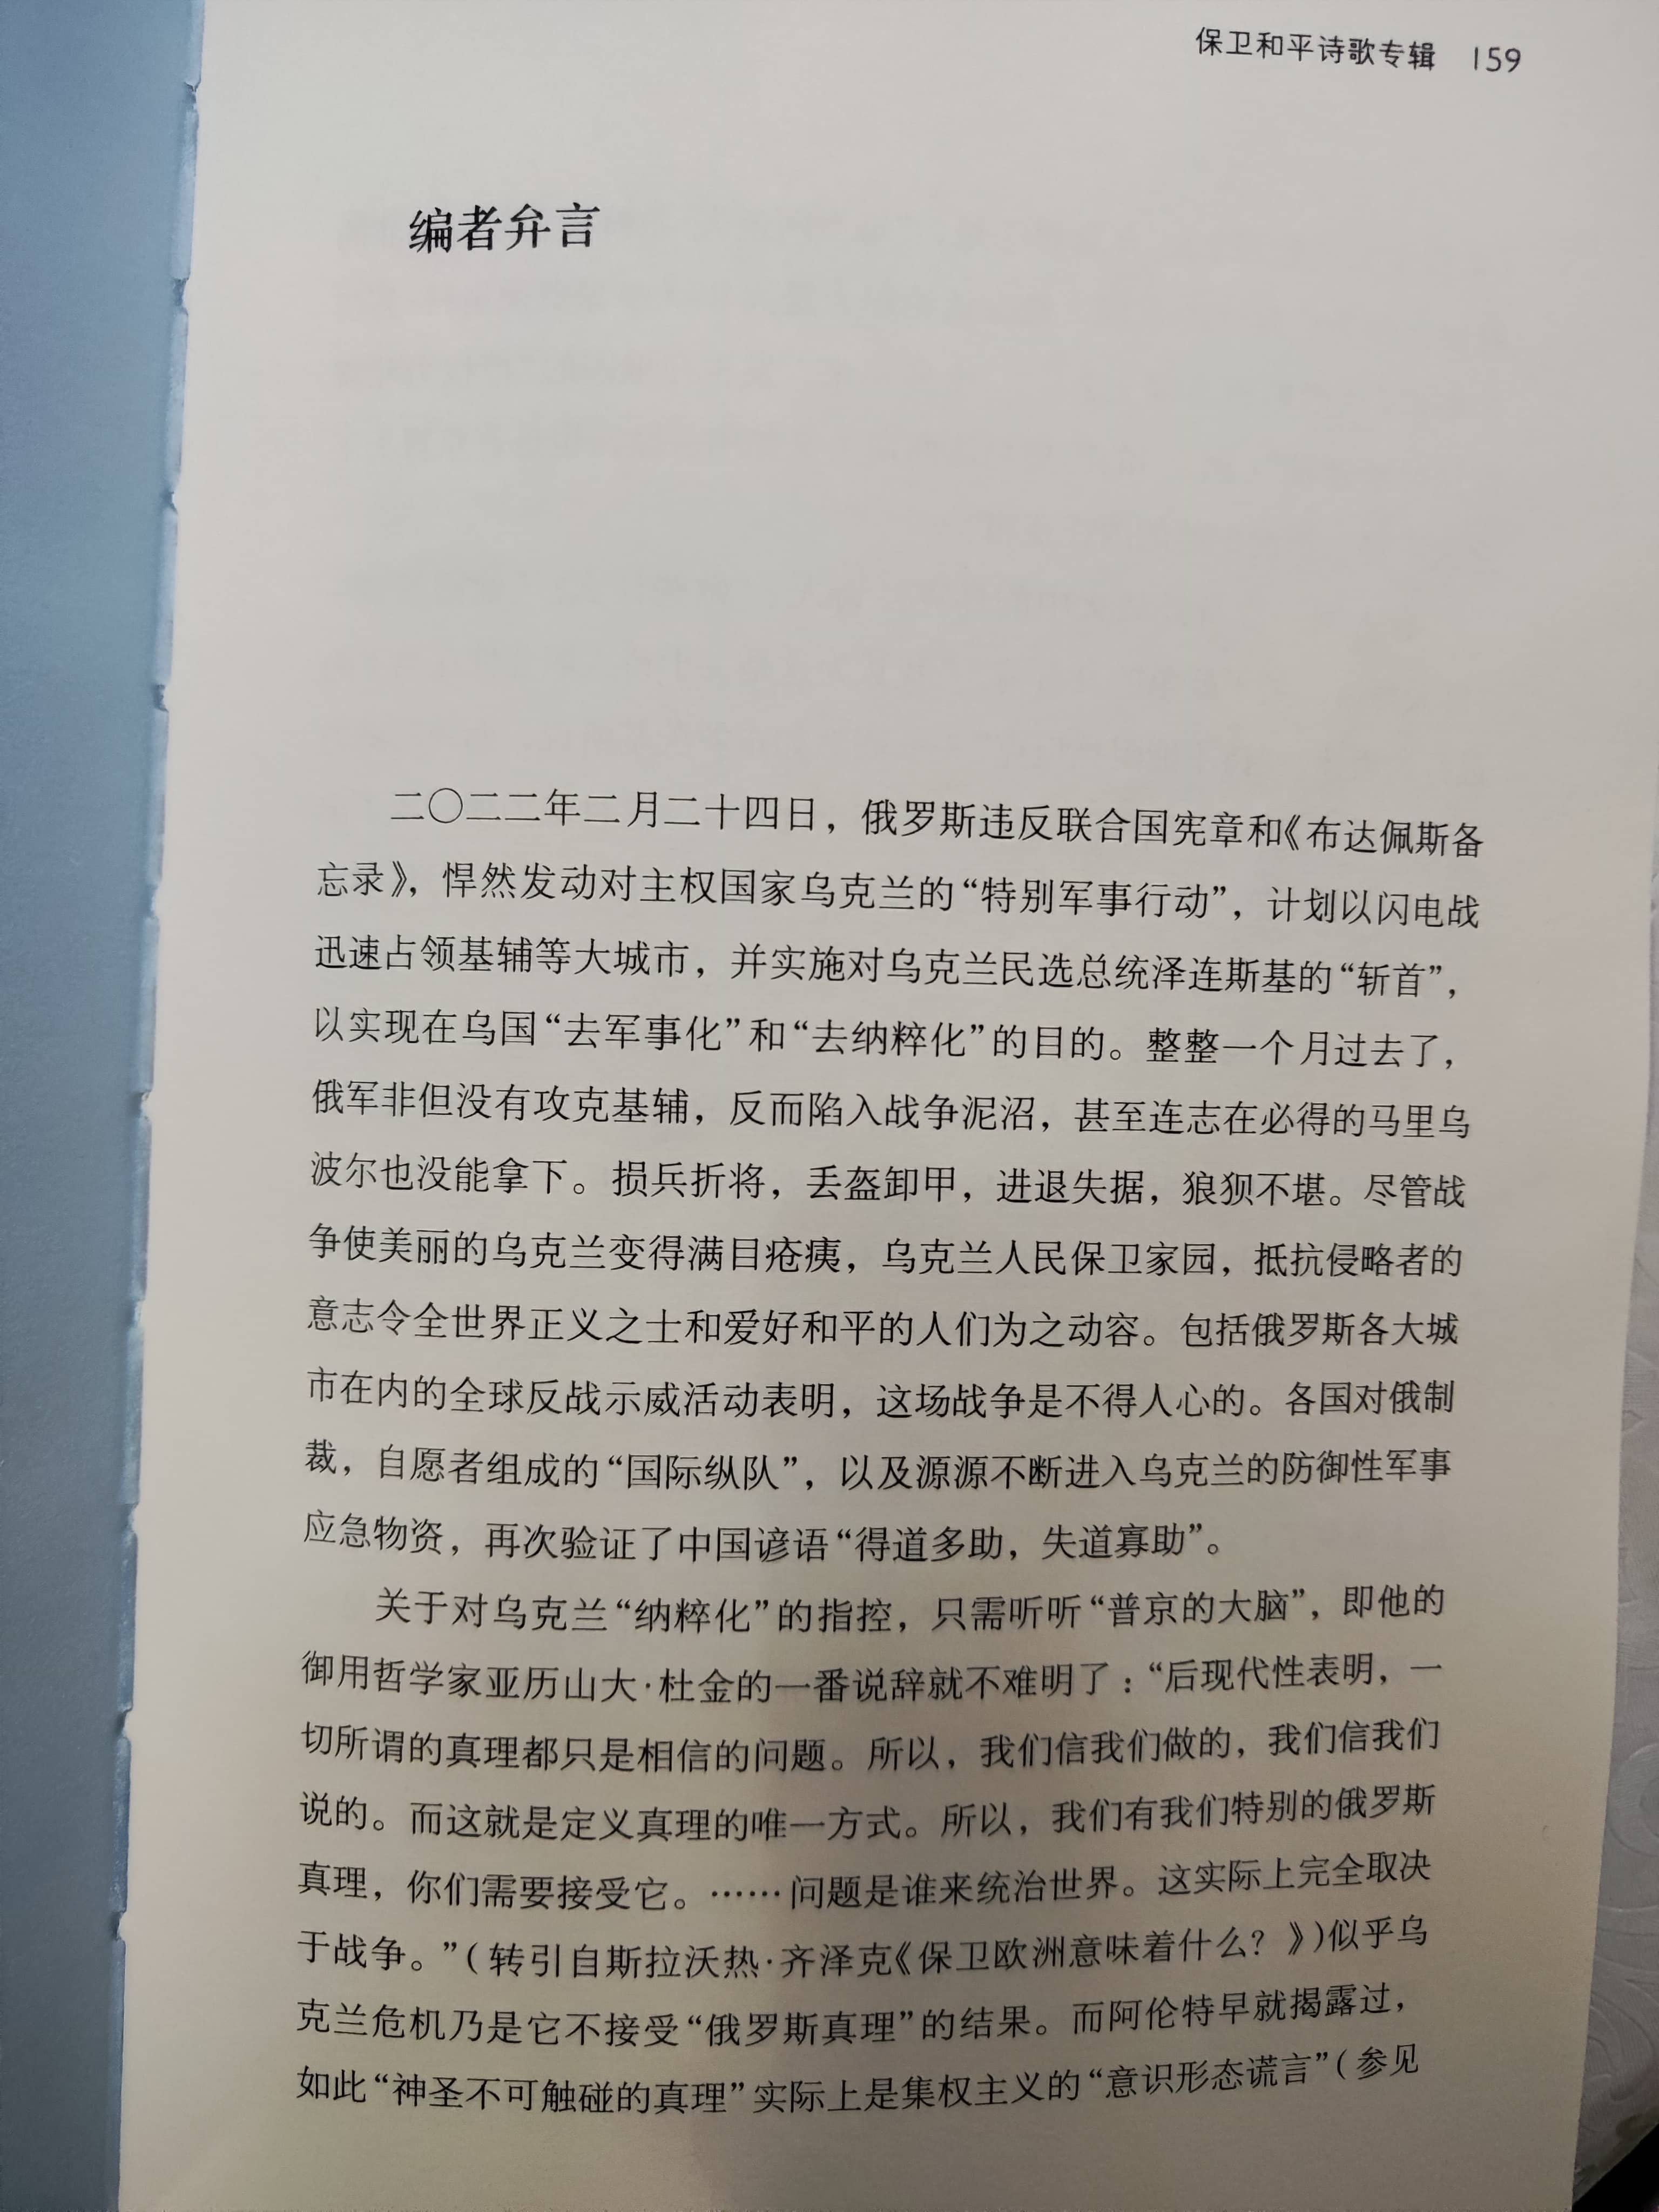 保卫和平诗歌专辑 159
编者弁言
二〇二二年二月二十四日，俄罗斯违反联合国宪章和《布达佩斯备
忘录》，悍然发动对主权国家乌克兰的“特别军事行动”，计划以闪电战
迅速占领基辅等大城市，并实施对乌克兰民选总统泽连斯基的“斩首”，
以实现在乌国“去军事化”和“去纳粹化”的目的。整整一个月过去了，
俄军非但没有攻克基辅，反而陷入战争泥沼，甚至连志在必得的马里乌
波尔也没能拿下。损兵折将，丢盔卸甲，进退失据，狼狈不堪。尽管战
争使美丽的乌克兰变得满目疮痍，乌克兰人民保卫家园，抵抗侵略者的
意志令全世界正义之士和爱好和平的人们为之动容。包括俄罗斯各大城
市在内的全球反战示威活动表明，这场战争是不得人心的。各国对俄制
裁，自愿者组成的“国际纵队”，以及源源不断进入乌克兰的防御性军事
应急物资，再次验证了中国谚语“得道多助，失道寡助”。
关于对乌克兰“纳粹化”的指控，只需听听“普京的大脑”，即他的
御用哲学家亚历山大·杜金的一番说辞就不难明了：“后现代性表明，一
切所谓的真理都只是相信的问题。所以，我们信我们做的，我们信我们
说的。而这就是定义真理的唯一方式。所以，我们有我们特别的俄罗斯
真理，你们需要接受它。……问题是谁来统治世界。这实际上完全取决
于战争。”（转引自斯拉沃热·齐泽克《保卫欧洲意味着什么？》）似乎乌
克兰危机乃是它不接受“俄罗斯真理”的结果。而阿伦特早就揭露过，
如此“神圣不可触碰的真理”实际上是集权主义的“意识形态谎言”（参见